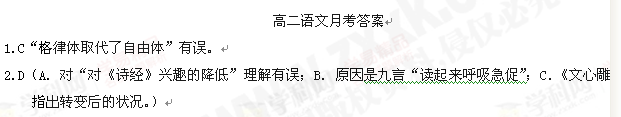 高二语文月考答案
1.C“格律体取代了自由体”有误。
2.D（A. 对“对《诗经》兴趣的降低”理解有误；B. 原因是九言“读起来呼吸急促”；C.《文心雕
指出转变后的状况。）